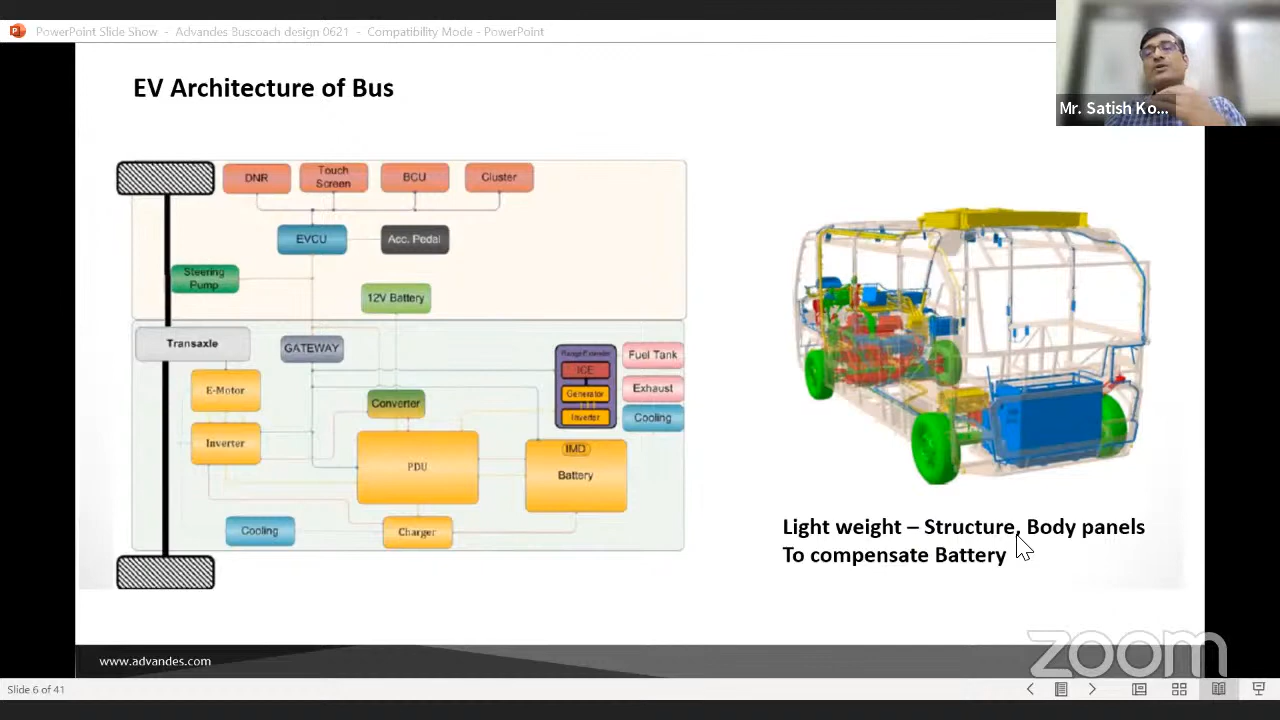 PowerPoint Slide Show - Advandes Buscoach design 0621 - Compatibility Mode - PowerPoint
Mr. Satish Ko...
EV Architecture of Bus
DNR
Touch
Screen
BCU
Cluster
EVCU
Acc. Pedal
Steering
Pump
12V Battery
Transaxle
GATEWAY
Range Extender
ICE
Generator
Inverter
Fuel Tank
Exhaust
Cooling
E-Motor
Converter
Inverter
PDU
IMD
Battery
Cooling
Charger
Light weight – Structure, Body panels
To compensate Battery
www.advandes.com
zoom
Slide 6 of 41